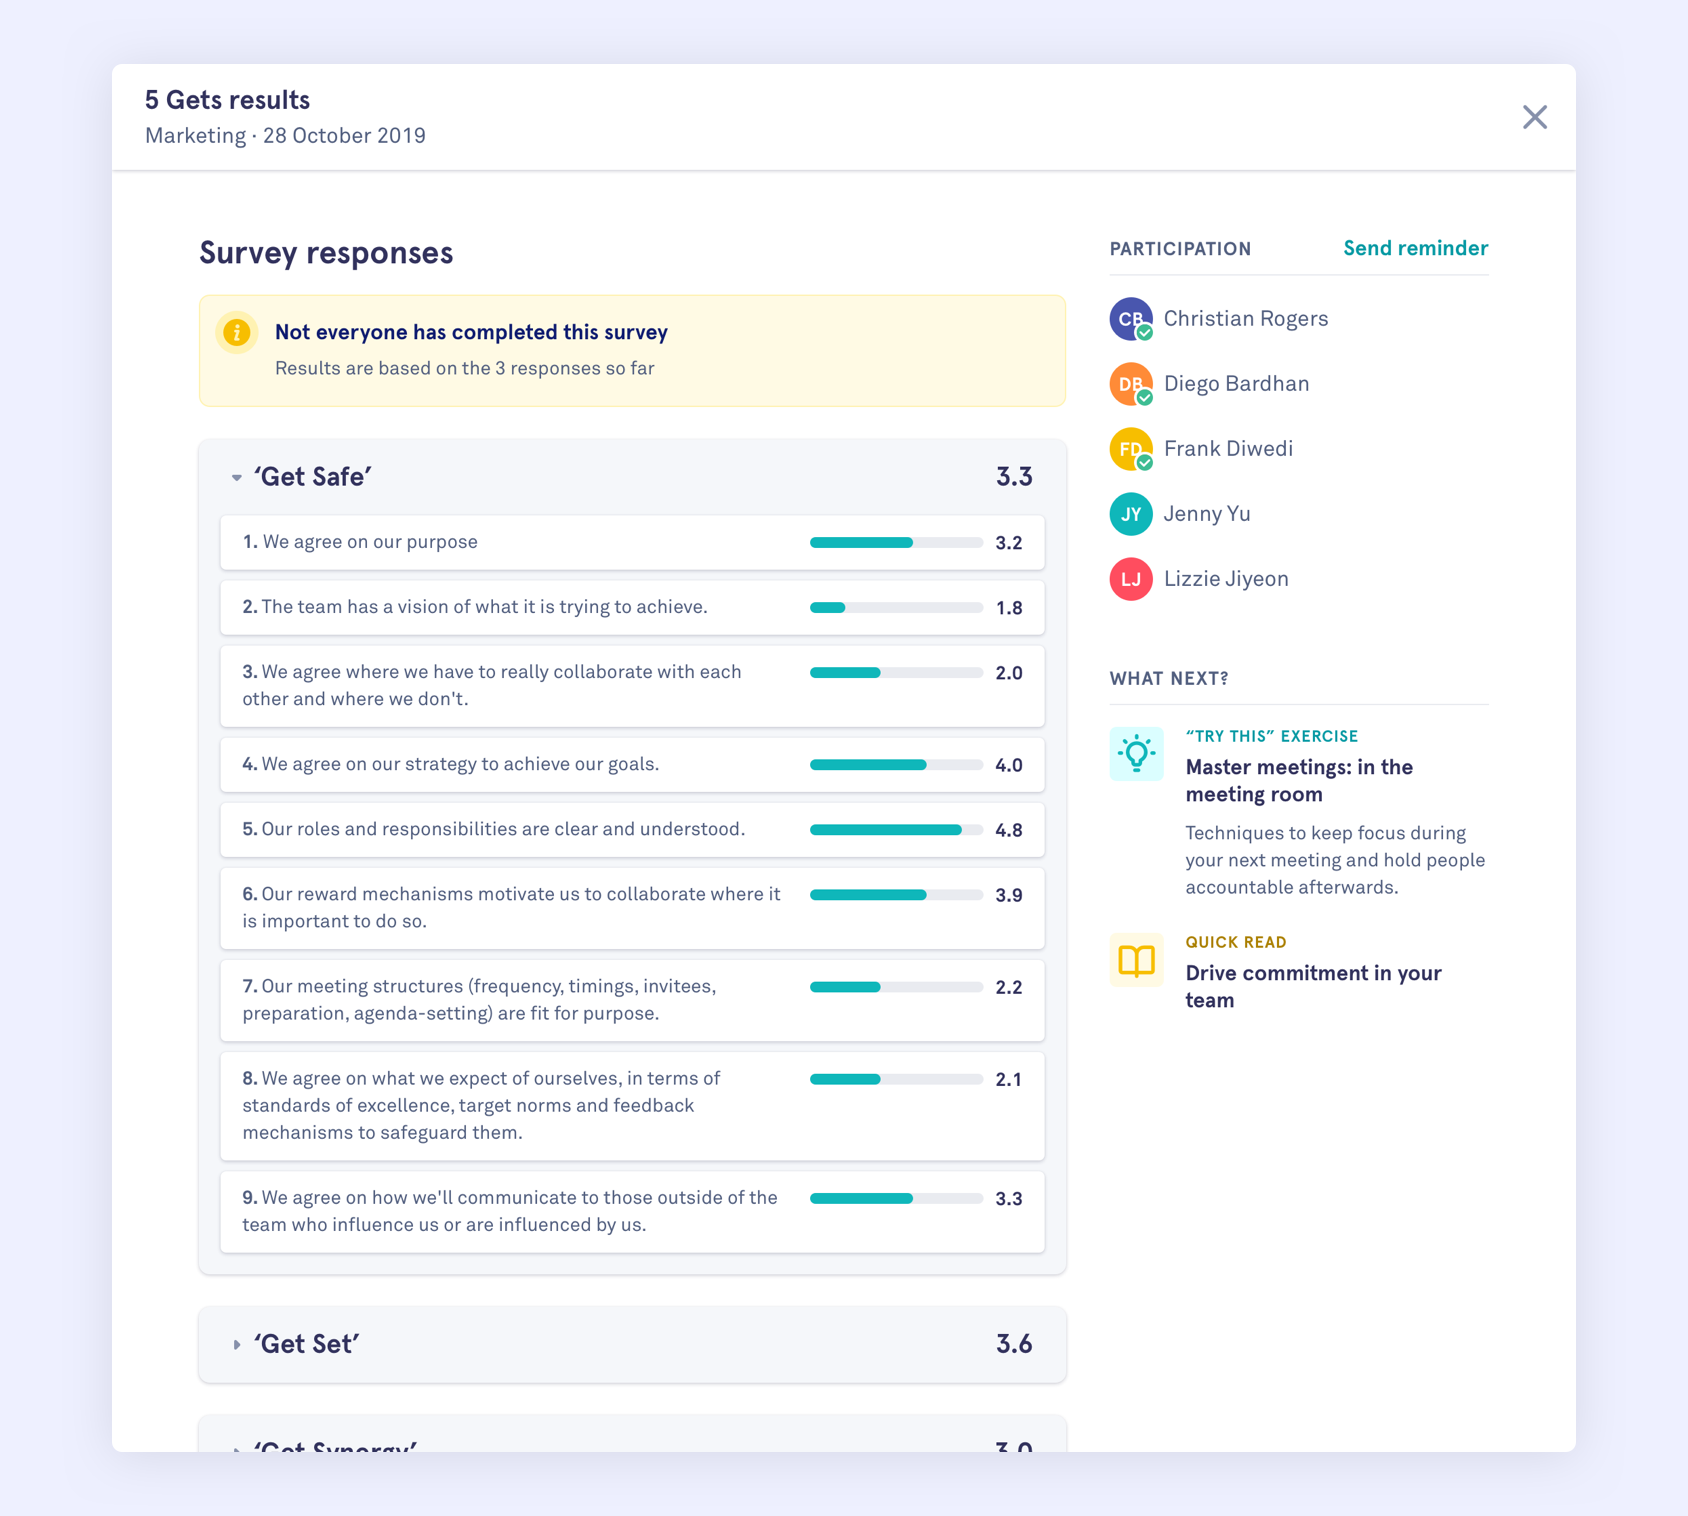 5 Gets results
Marketing · 28 October 2019
Survey responses
Not everyone has completed this survey
Results are based on the 3 responses so far
‘Get Safe’ 3.3
1. We agree on our purpose 3.2
2. The team has a vision of what it is trying to achieve. 1.8
3. We agree where we have to really collaborate with each 2.0
other and where we don't.
4. We agree on our strategy to achieve our goals. 4.0
5. Our roles and responsibilities are clear and understood. 4.8
6. Our reward mechanisms motivate us to collaborate where it 3.9
is important to do so.
7. Our meeting structures (frequency, timings, invitees, 2.2
preparation, agenda-setting) are fit for purpose.
8. We agree on what we expect of ourselves, in terms of 2.1
standards of excellence, target norms and feedback
mechanisms to safeguard them.
9. We agree on how we'll communicate to those outside of the 3.3
team who influence us or are influenced by us.
‘Get Set’ 3.6
‘Get Synergy’ 3.0
PARTICIPATION Send reminder
CB Christian Rogers
DB Diego Bardhan
FD Frank Diwedi
JY Jenny Yu
LJ Lizzie Jiyeon
WHAT NEXT?
“TRY THIS” EXERCISE
Master meetings: in the
meeting room
Techniques to keep focus during
your next meeting and hold people
accountable afterwards.
QUICK READ
Drive commitment in your
team